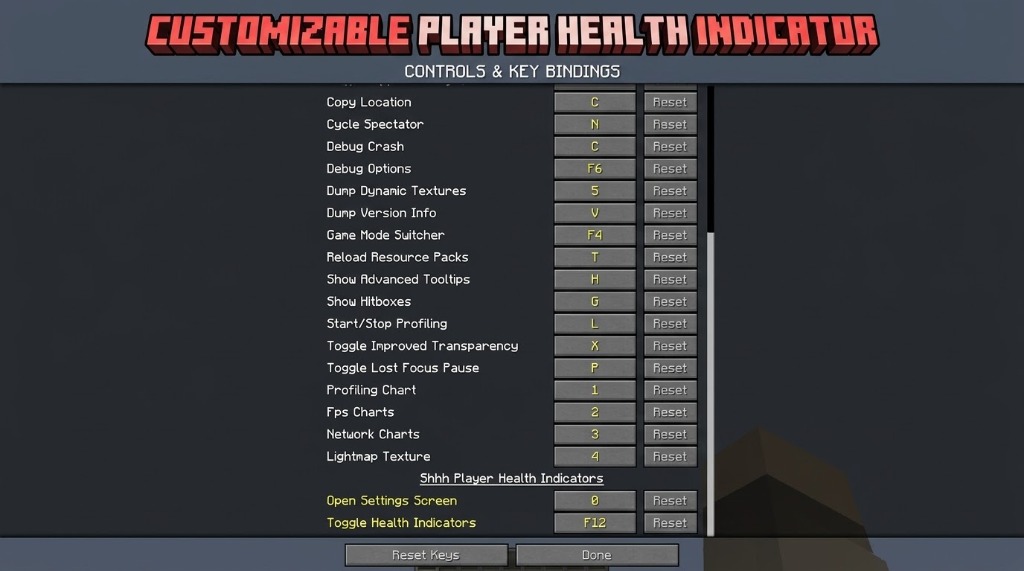 CUSTOMIZABLE PLAYER HEALTH INDICATOR
CONTROLS & KEY BINDINGS
Copy Location C Reset
Cycle Spectator N Reset
Debug Crash C Reset
Debug Options F6 Reset
Dump Dynamic Textures S Reset
Dump Version Info V Reset
Game Mode Suitcher F4 Reset
Reload Resource Packs T Reset
Show Advanced Tooltips H Reset
Show Hitboxes G Reset
Start/Stop Profiling L Reset
Toggle Improved Transparency X Reset
Toggle Lost Focus Pause P Reset
Profiling Chart 1 Reset
Fps Charts 2 Reset
Network Charts 3 Reset
Lightmap Texture 4 Reset
Shhh Player Health Indicators
Open Settings Screen 0 Reset
Toggle Health Indicators F12 Reset
Reset Keys Done